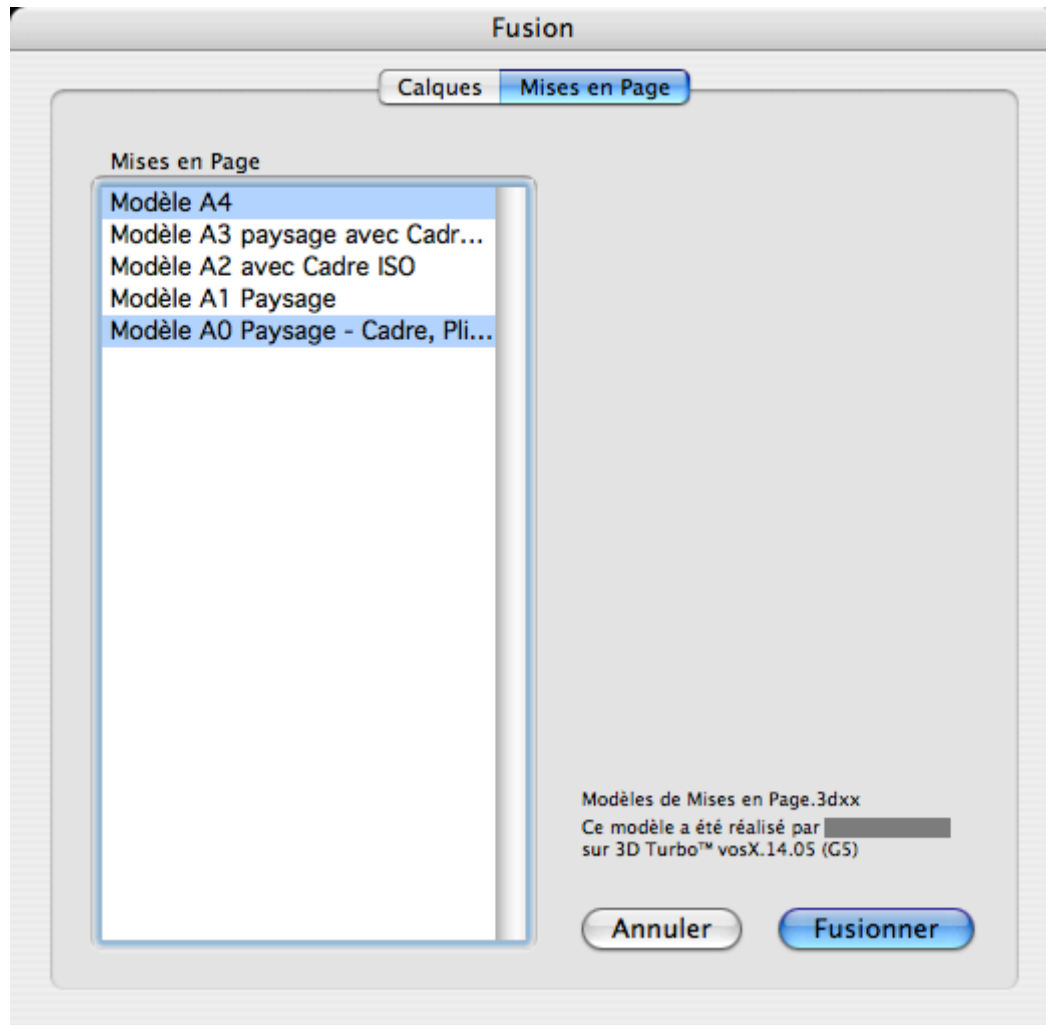 Fusion
Calques
Mises en Page
Mises en Page
Modèle A4
Modèle A3 paysage avec Cadr...
Modèle A2 avec Cadre ISO
Modèle A1 Paysage
Modèle A0 Paysage - Cadre, Pli...
Modèles de Mises en Page.3dxx
Ce modèle a été réalisé par
sur 3D Turbo™ vosX.14.05 (G5)
Annuler
Fusionner